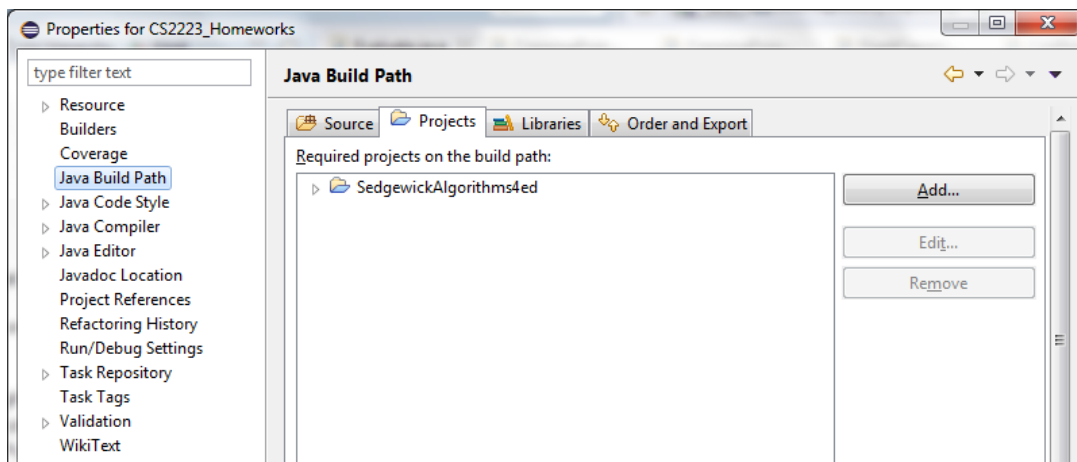 Properties for CS2223_Homeworks
type filter text
Resource
Builders
Coverage
Java Build Path
Java Code Style
Java Compiler
Java Editor
Javadoc Location
Project References
Refactoring History
Run/Debug Settings
Task Repository
Task Tags
Validation
WikiText
Java Build Path
Source Projects Libraries Order and Export
Required projects on the build path:
SedgewickAlgorithms4ed
Add...
Edit...
Remove